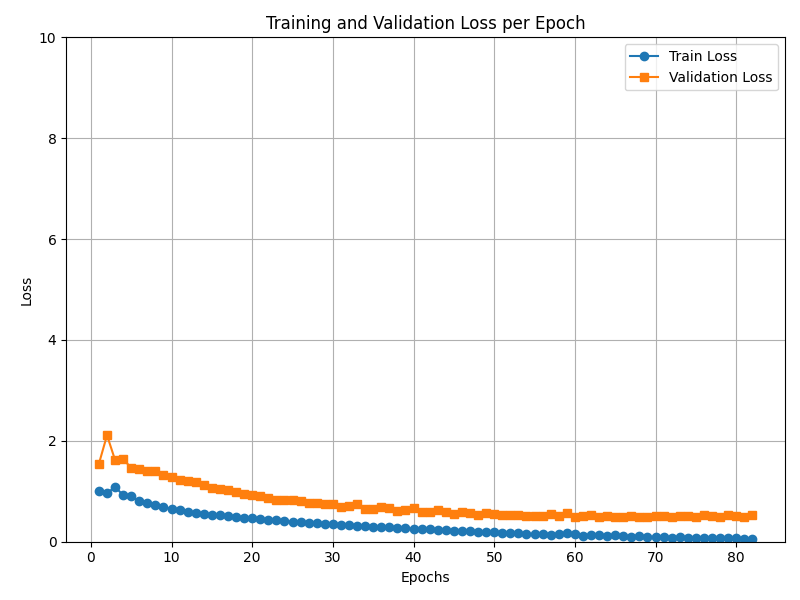 Training and Validation Loss per Epoch
Train Loss
Validation Loss
Loss
10
8
6
4
2
0
0 10 20 30 40 50 60 70 80
Epochs